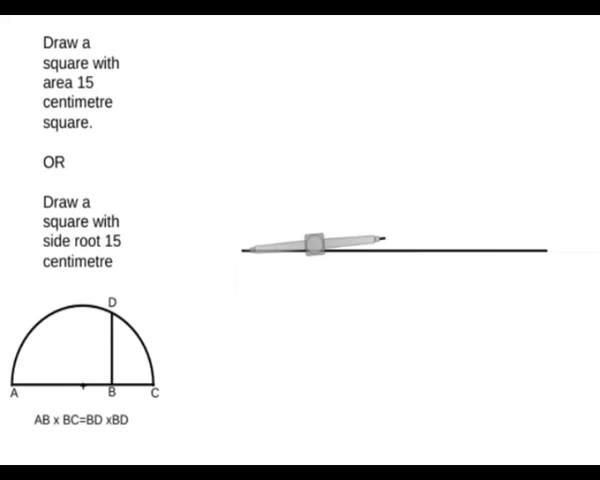 Draw a
square with
area 15
centimetre
square.
OR
Draw a
square with
side root 15
centimetre
D
A
B
C
AB x BC=BD xBD